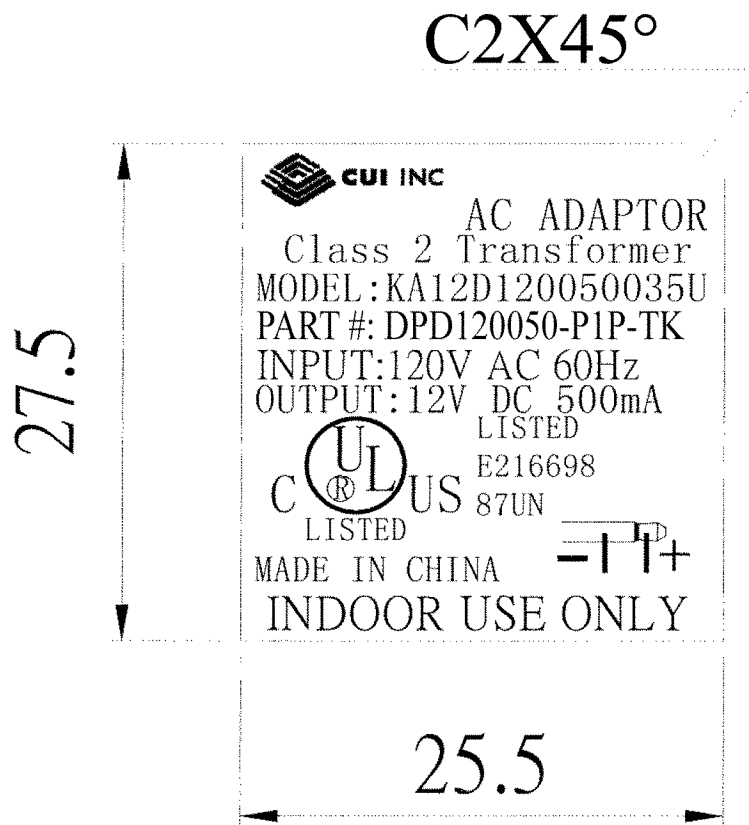 C2X45°
CUI INC
AC ADAPTOR
Class 2 Transformer
MODEL:KA12D120050035U
PART #: DPD120050-P1P-TK
INPUT:120V AC 60Hz
OUTPUT:12V DC 500mA
LISTED
E216698
87UN
C UL ® US
LISTED
MADE IN CHINA
− +
INDOOR USE ONLY
27.5
25.5